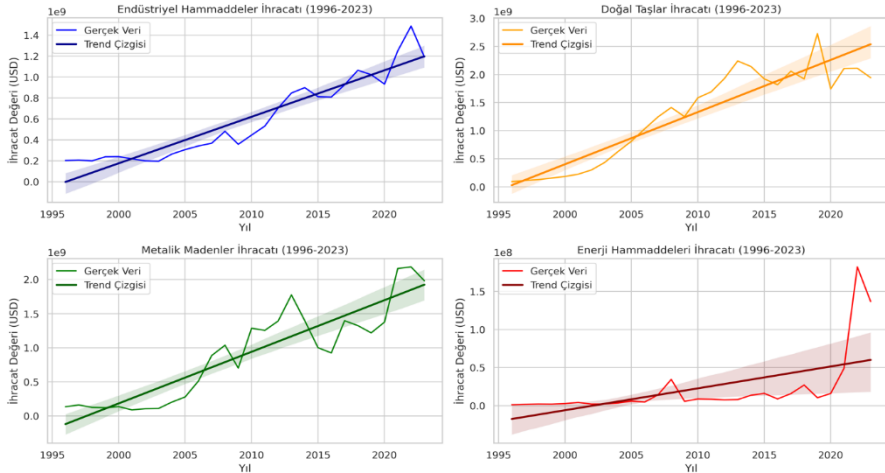 Endüstriyel Hammaddeler İhracatı (1996-2023)
1e9
Gerçek Veri
Trend Çizgisi
İhracat Değeri (USD)
1.4
1.2
1.0
0.8
0.6
0.4
0.2
0.0
1995 2000 2005 2010 2015 2020
Yıl
Doğal Taşlar İhracatı (1996-2023)
1e9
Gerçek Veri
Trend Çizgisi
İhracat Değeri (USD)
3.0
2.5
2.0
1.5
1.0
0.5
0.0
1995 2000 2005 2010 2015 2020
Yıl
Metalik Madenler İhracatı (1996-2023)
1e9
Gerçek Veri
Trend Çizgisi
İhracat Değeri (USD)
2.0
1.5
1.0
0.5
0.0
1995 2000 2005 2010 2015 2020
Yıl
Enerji Hammaddeleri İhracatı (1996-2023)
1e8
Gerçek Veri
Trend Çizgisi
İhracat Değeri (USD)
1.5
1.0
0.5
0.0
1995 2000 2005 2010 2015 2020
Yıl